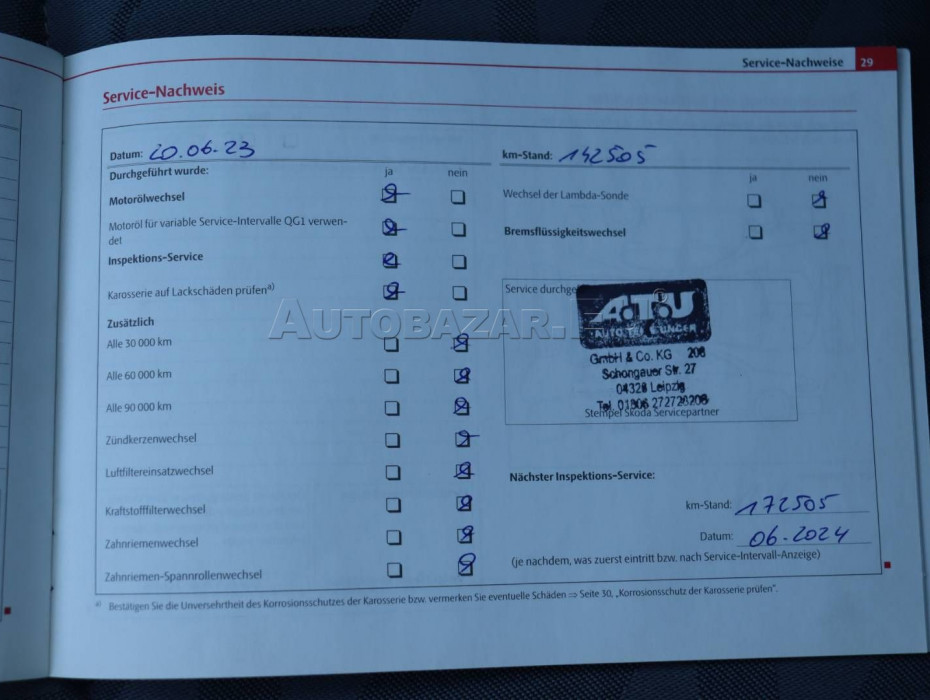 Service-Nachweise 29
Service-Nachweis
Datum: 20.06.23
km-Stand: 142505
Durchgeführt wurde:
ja nein
ja nein
Motorölwechsel
Wechsel der Lambda-Sonde
Motoröl für variable Service-Intervalle QG1 verwen-
det
Bremsflüssigkeitswechsel
Inspektions-Service
Karosserie auf Lackschäden prüfena)
Service durchge
A.T.U
AUTO
UNGER
GmbH & Co. KG 208
Schongauer Str. 27
04328 Leipzig
Tel. 01806 272728208
Stempel Skoda Servicepartner
AUTOBAZAR.
Zusätzlich
Alle 30 000 km
Alle 60 000 km
Alle 90 000 km
Zündkerzenwechsel
Luftfiltereinsatzwechsel
Kraftstofffilterwechsel
Zahnriemenwechsel
Zahnriemen-Spannrollenwechsel
Nächster Inspektions-Service:
km-Stand: 172505
Datum: 06.2024
(je nachdem, was zuerst eintritt bzw. nach Service-Intervall-Anzeige)
a) Bestätigen Sie die Unversehrtheit des Korrosionsschutzes der Karosserie bzw. vermerken Sie eventuelle Schäden ⇒ Seite 30, „Korrosionsschutz der Karosserie prüfen“.